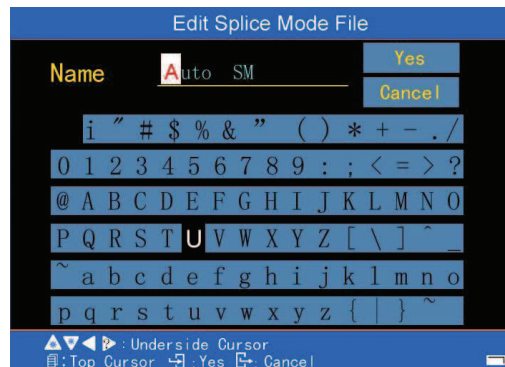 Edit Splice Mode File
Name Auto SM Yes
Cancel
i ″ # $ % & ” ( ) * + - . /
0 1 2 3 4 5 6 7 8 9 : ; < = > ?
@ A B C D E F G H I J K L M N O
P Q R S T U V W X Y Z [ \ ] ^ _
~ a b c d e f g h i j k l m n o
p q r s t u v w x y z { | } ~
: Underside Cursor
: Top Cursor : Yes : Cancel